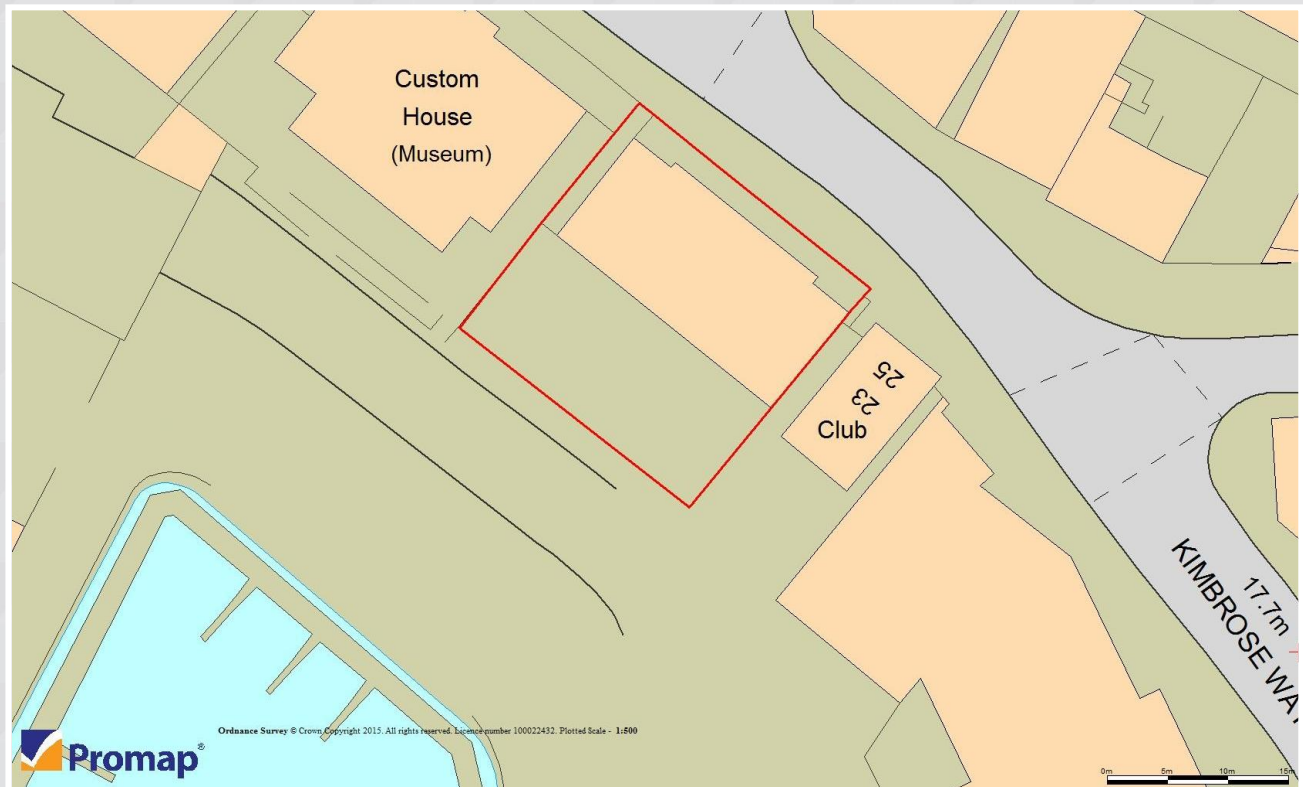 Custom
House
(Museum)
25
23
Club
17.7m
KIMBROSE WAY
Ordnance Survey © Crown Copyright 2015. All rights reserved. Licence number 100022432. Plotted Scale - 1:500
Promap®
0m 5m 10m 15m